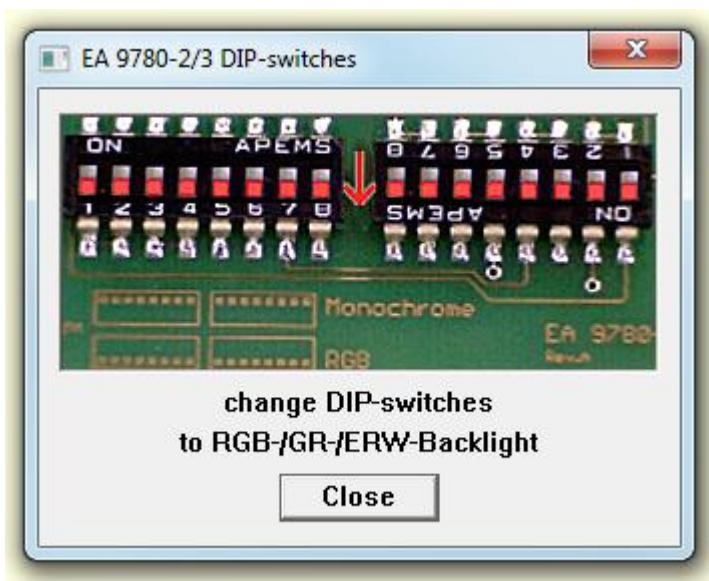 EA 9780-2/3 DIP-switches
ON APEMS
1 2 3 4 5 6 7 8
8 7 6 5 4 3 2 1
APEMS ON
Monochrome
RGB
EA 9780-
Rev.A
change DIP-switches
to RGB-/GR-/ERW-Backlight
Close